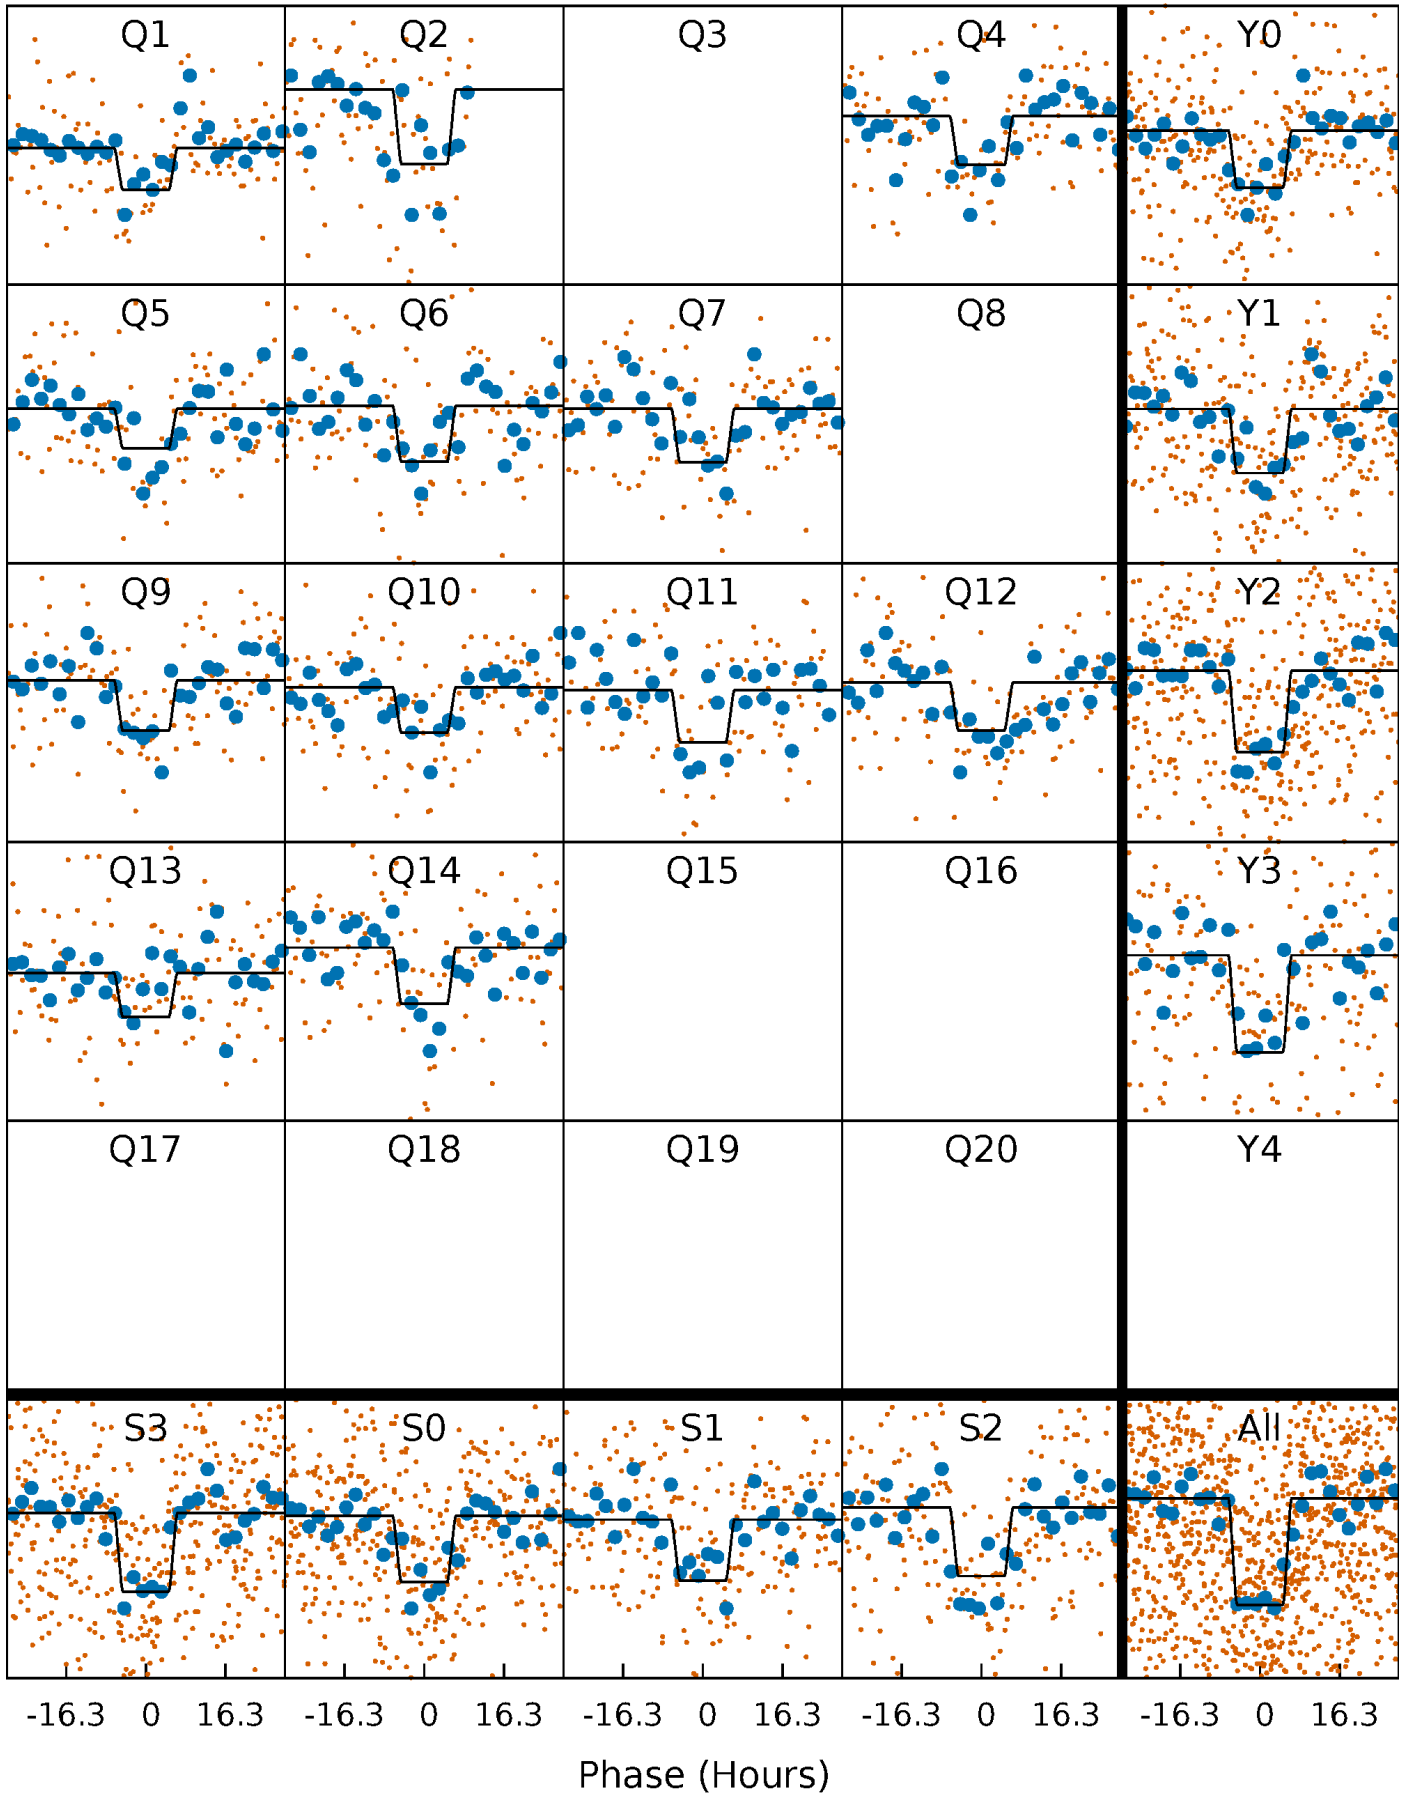 Q1 Q2 Q3 Q4 Y0
Q5 Q6 Q7 Q8 Y1
Q9 Q10 Q11 Q12 Y2
Q13 Q14 Q15 Q16 Y3
Q17 Q18 Q19 Q20 Y4
S3 S0 S1 S2 All
-16.3 0 16.3 -16.3 0 16.3 -16.3 0 16.3 -16.3 0 16.3 -16.3 0 16.3
Phase (Hours)